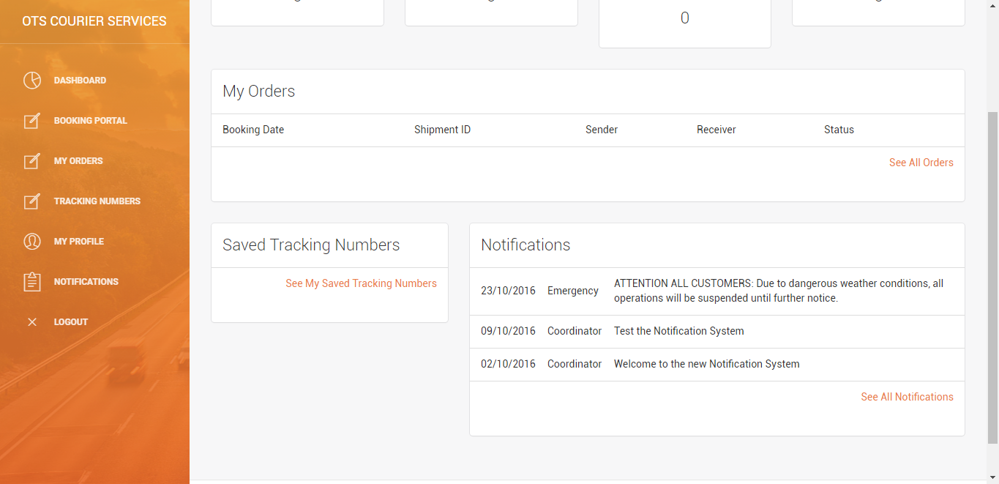 OTS COURIER SERVICES
DASHBOARD
BOOKING PORTAL
MY ORDERS
TRACKING NUMBERS
MY PROFILE
NOTIFICATIONS
LOGOUT
0
My Orders
Booking Date Shipment ID Sender Receiver Status
See All Orders
Saved Tracking Numbers
See My Saved Tracking Numbers
Notifications
23/10/2016 Emergency ATTENTION ALL CUSTOMERS: Due to dangerous weather conditions, all
operations will be suspended until further notice.
09/10/2016 Coordinator Test the Notification System
02/10/2016 Coordinator Welcome to the new Notification System
See All Notifications